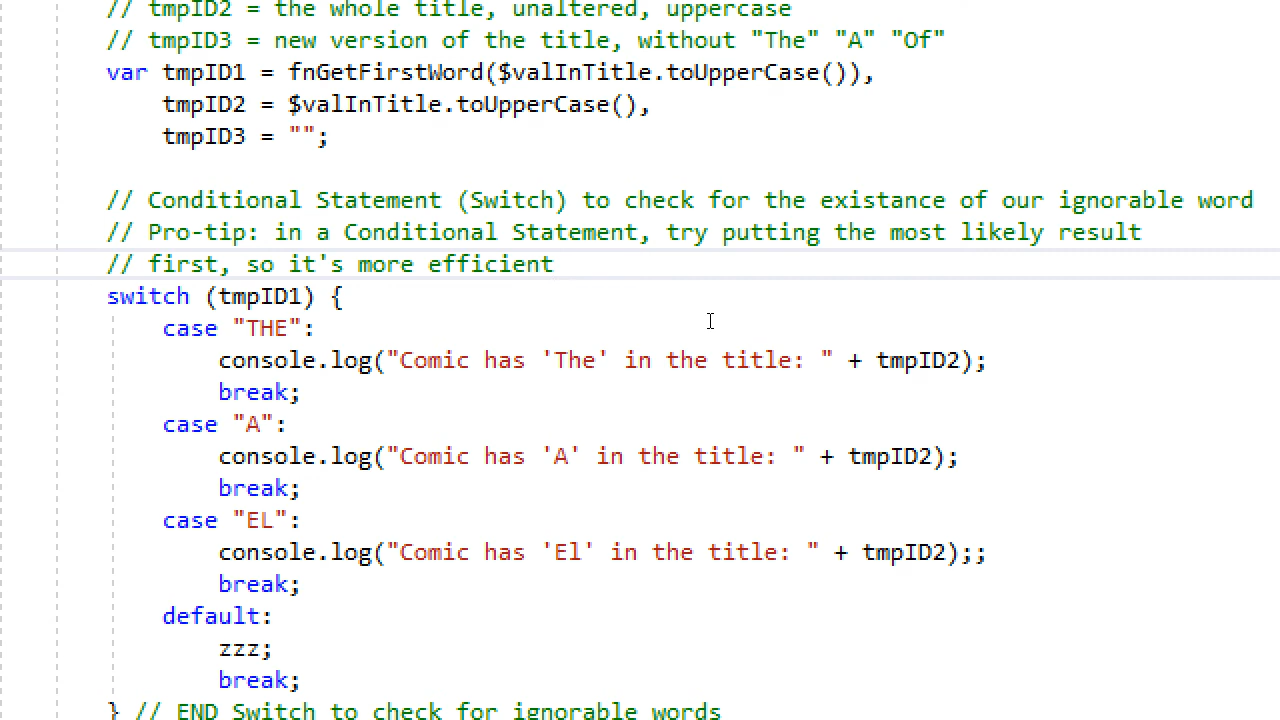 // tmpID2 = the whole title, unaltered, uppercase
// tmpID3 = new version of the title, without "The" "A" "Of"
var tmpID1 = fnGetFirstWord($valInTitle.toUpperCase()),
tmpID2 = $valInTitle.toUpperCase(),
tmpID3 = "";
// Conditional Statement (Switch) to check for the existance of our ignorable word
// Pro-tip: in a Conditional Statement, try putting the most likely result
// first, so it's more efficient
switch (tmpID1) {
case "THE":
console.log("Comic has 'The' in the title: " + tmpID2);
break;
case "A":
console.log("Comic has 'A' in the title: " + tmpID2);
break;
case "EL":
console.log("Comic has 'El' in the title: " + tmpID2);;
break;
default:
zzz;
break;
} // END Switch to check for ignorable words